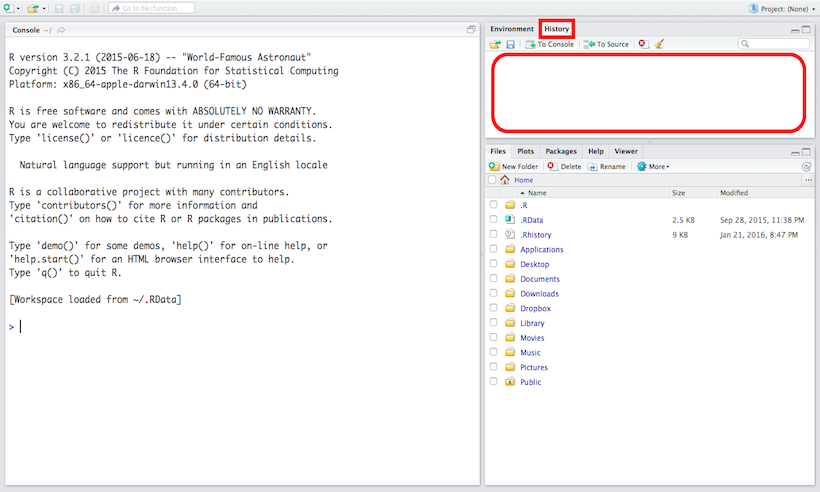 Go to file/function
Project: (None)
Console ~/
R version 3.2.1 (2015-06-18) -- "World-Famous Astronaut"
Copyright (C) 2015 The R Foundation for Statistical Computing
Platform: x86_64-apple-darwin13.4.0 (64-bit)
R is free software and comes with ABSOLUTELY NO WARRANTY.
You are welcome to redistribute it under certain conditions.
Type 'license()' or 'licence()' for distribution details.
Natural language support but running in an English locale
R is a collaborative project with many contributors.
Type 'contributors()' for more information and
'citation()' on how to cite R or R packages in publications.
Type 'demo()' for some demos, 'help()' for on-line help, or
'help.start()' for an HTML browser interface to help.
Type 'q()' to quit R.
[Workspace loaded from ~/.RData]
>
Environment History
To Console To Source
Files Plots Packages Help Viewer
New Folder Delete Rename More
Home ...
Name Size Modified
.R
.RData 2.5 KB Sep 28, 2015, 11:38 PM
.Rhistory 9 KB Jan 21, 2016, 8:47 PM
Applications
Desktop
Documents
Downloads
Dropbox
Library
Movies
Music
Pictures
Public